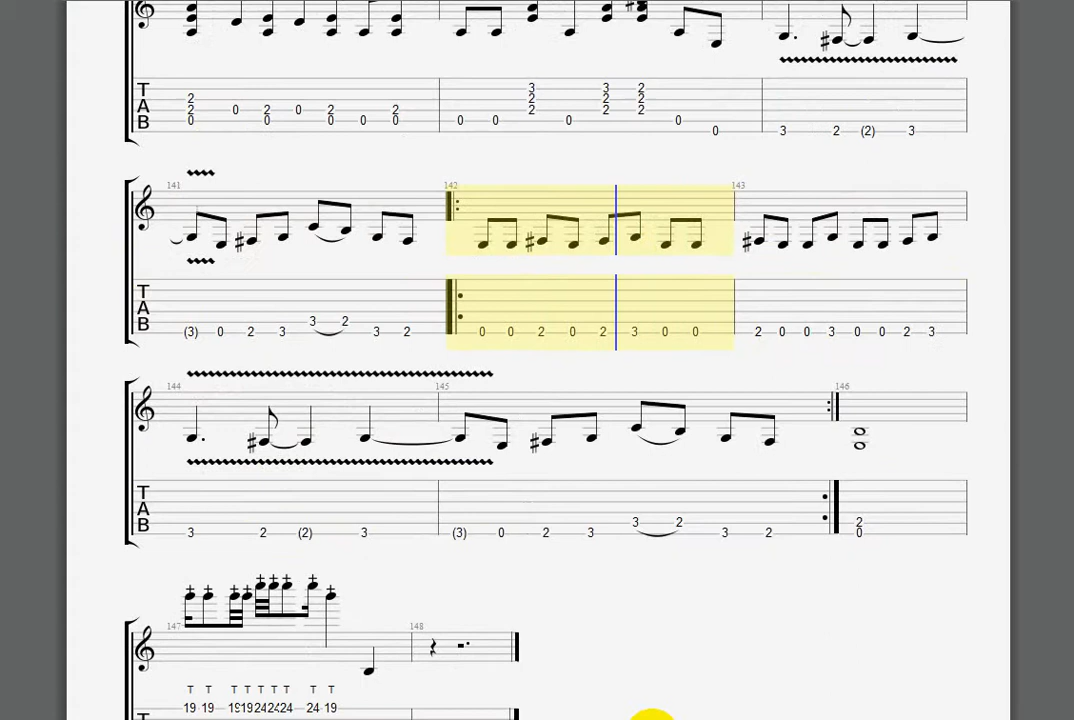 T 2 3 3 2
A 2 0 2 0 2 2 2 2 2 2
B 0 0 0 0 0 0 0 0 0
0 3 2 (2) 3
141 142 143
T
A
B 3 2
(3) 0 2 3 3 2 0 0 2 0 2 3 0 0 2 0 0 3 0 0 2 3
144 145 146
T
A
B 3 2 2
3 2 (2) 3 (3) 0 2 3 3 2 0
147 148
T T T T T T T T T
19 19 19 19 24 24 24 24 19
T